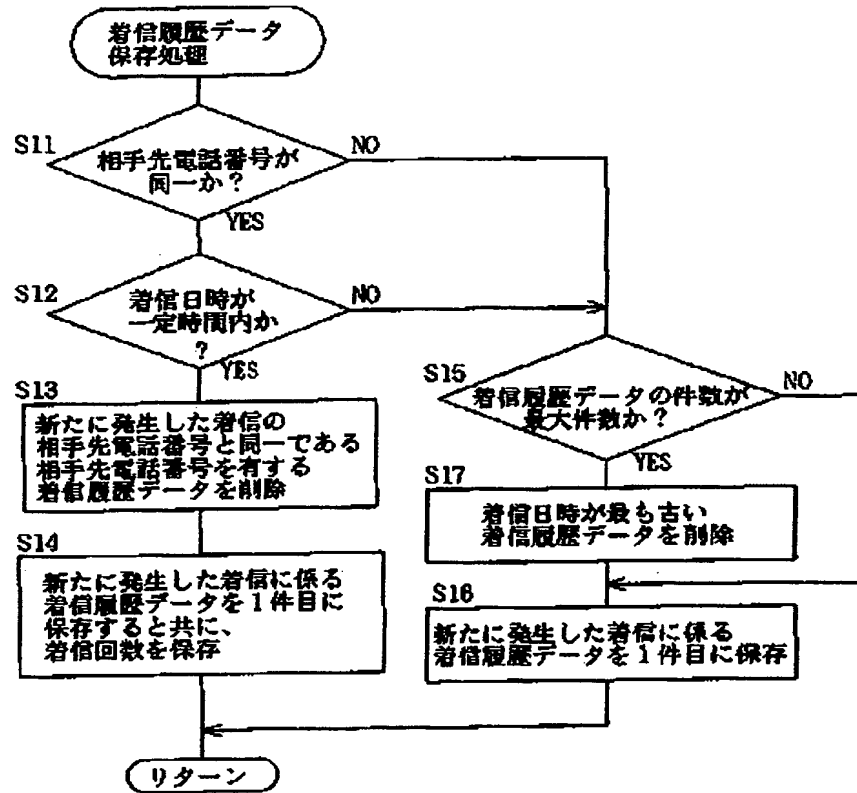 着信履歴データ
保存処理
S11
相手先電話番号が
同一か?
NO
YES
S12
着信日時が
一定時間内か
?
NO
YES
S13
新たに発生した着信の
相手先電話番号と同一である
相手先電話番号を有する
着信履歴データを削除
S14
新たに発生した着信に係る
着信履歴データを1件目に
保存すると共に、
着信回数を保存
S15
着信履歴データの件数が
最大件数か?
NO
YES
S17
着信日時が最も古い
着信履歴データを削除
S16
新たに発生した着信に係る
着信履歴データを1件目に保存
リターン